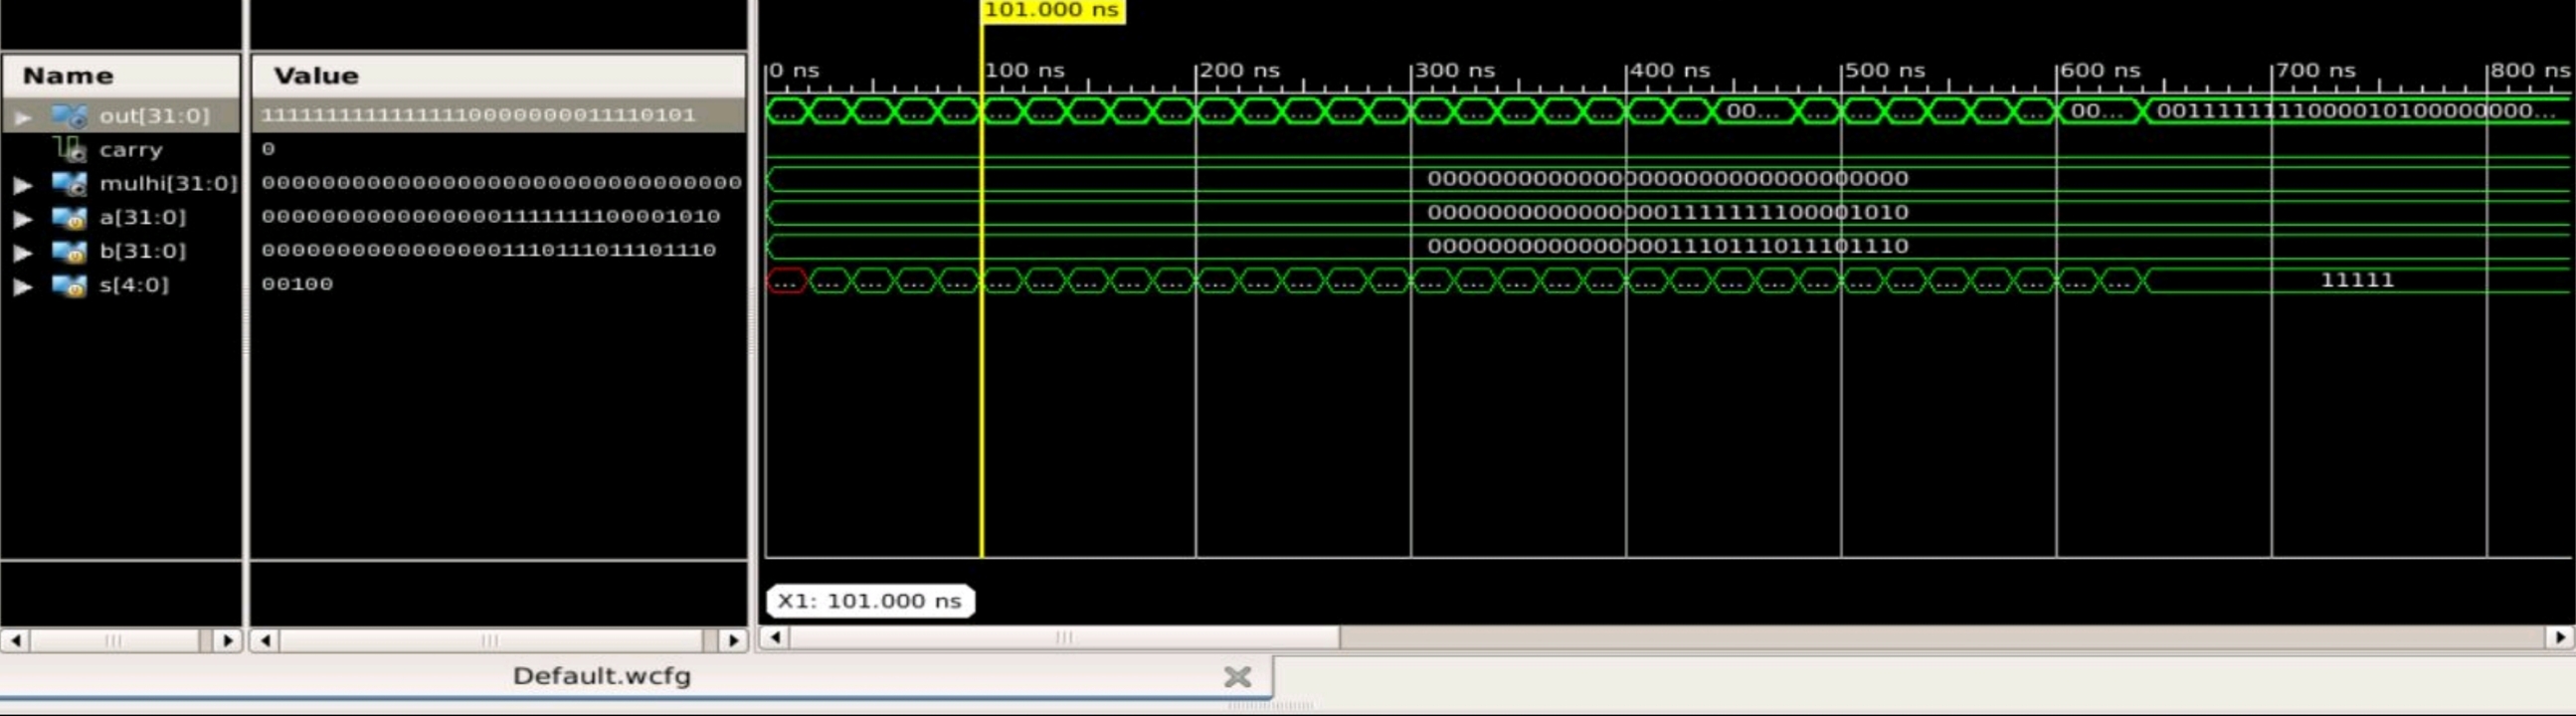 101.000 ns
Name Value 0 ns 100 ns 200 ns 300 ns 400 ns 500 ns 600 ns 700 ns 800 ns
out[31:0] 11111111111111110000000011110101 ... ... ... ... ... ... ... ... ... ... ... ... ... ... ... ... ... ... ... ... ... ... 00... ... ... ... ... ... ... 00... 0011111111000010100000000...
carry 0
mulhi[31:0] 00000000000000000000000000000000 00000000000000000000000000000000
a[31:0] 00000000000000001111111100001010 00000000000000001111111100001010
b[31:0] 00000000000000001110111011101110 00000000000000001110111011101110
s[4:0] 00100 ... ... ... ... ... ... ... ... ... ... ... ... ... ... ... ... ... ... ... ... ... ... ... ... ... ... ... ... ... ... ... ... 11111
X1: 101.000 ns
Default.wcfg